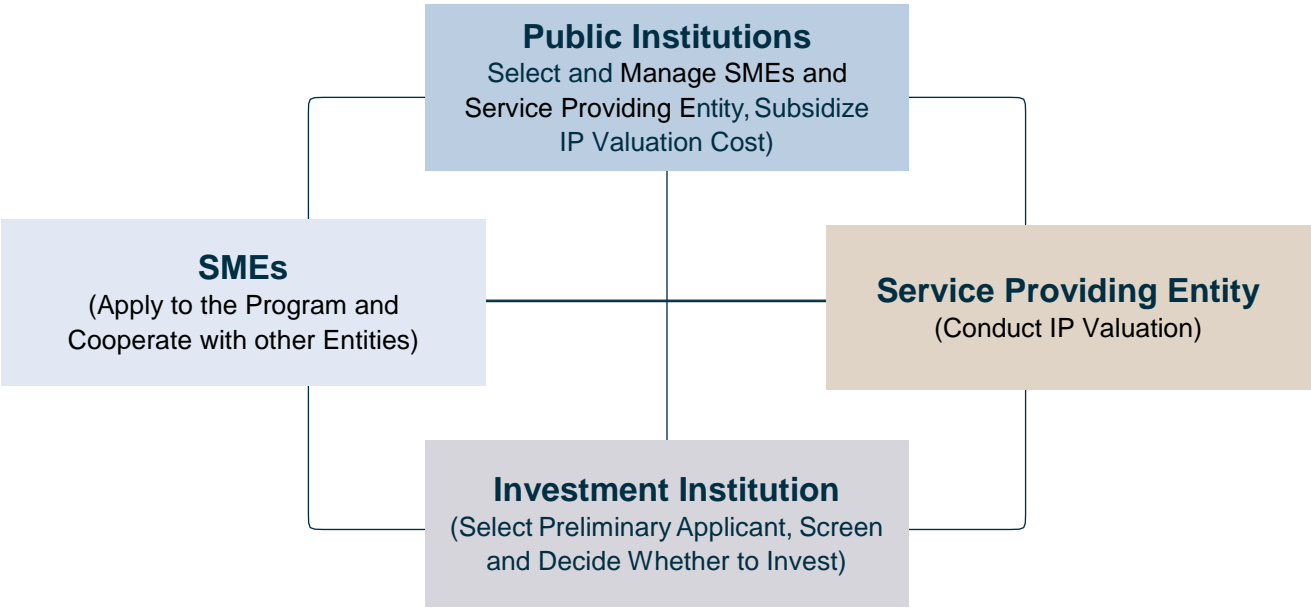 Public Institutions
Select and Manage SMEs and
Service Providing Entity, Subsidize
IP Valuation Cost)
SMEs
(Apply to the Program and
Cooperate with other Entities)
Service Providing Entity
(Conduct IP Valuation)
Investment Institution
(Select Preliminary Applicant, Screen
and Decide Whether to Invest)